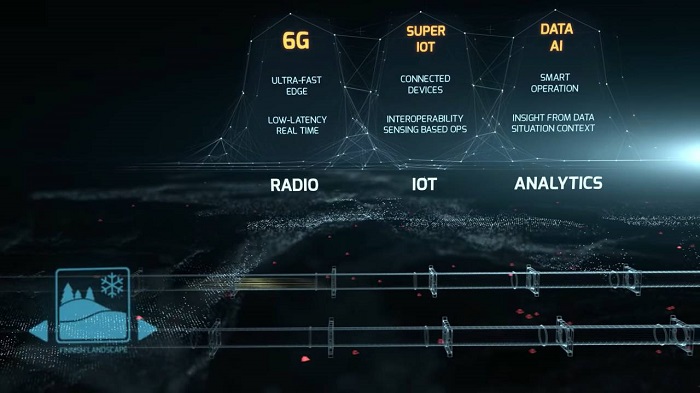 6G
ULTRA-FAST
EDGE
LOW-LATENCY
REAL TIME
RADIO
SUPER
IOT
CONNECTED
DEVICES
INTEROPERABILITY
SENSING BASED OPS
IOT
DATA
AI
SMART
OPERATION
INSIGHT FROM DATA
SITUATION CONTEXT
ANALYTICS
FINNISH LANDSCAPE